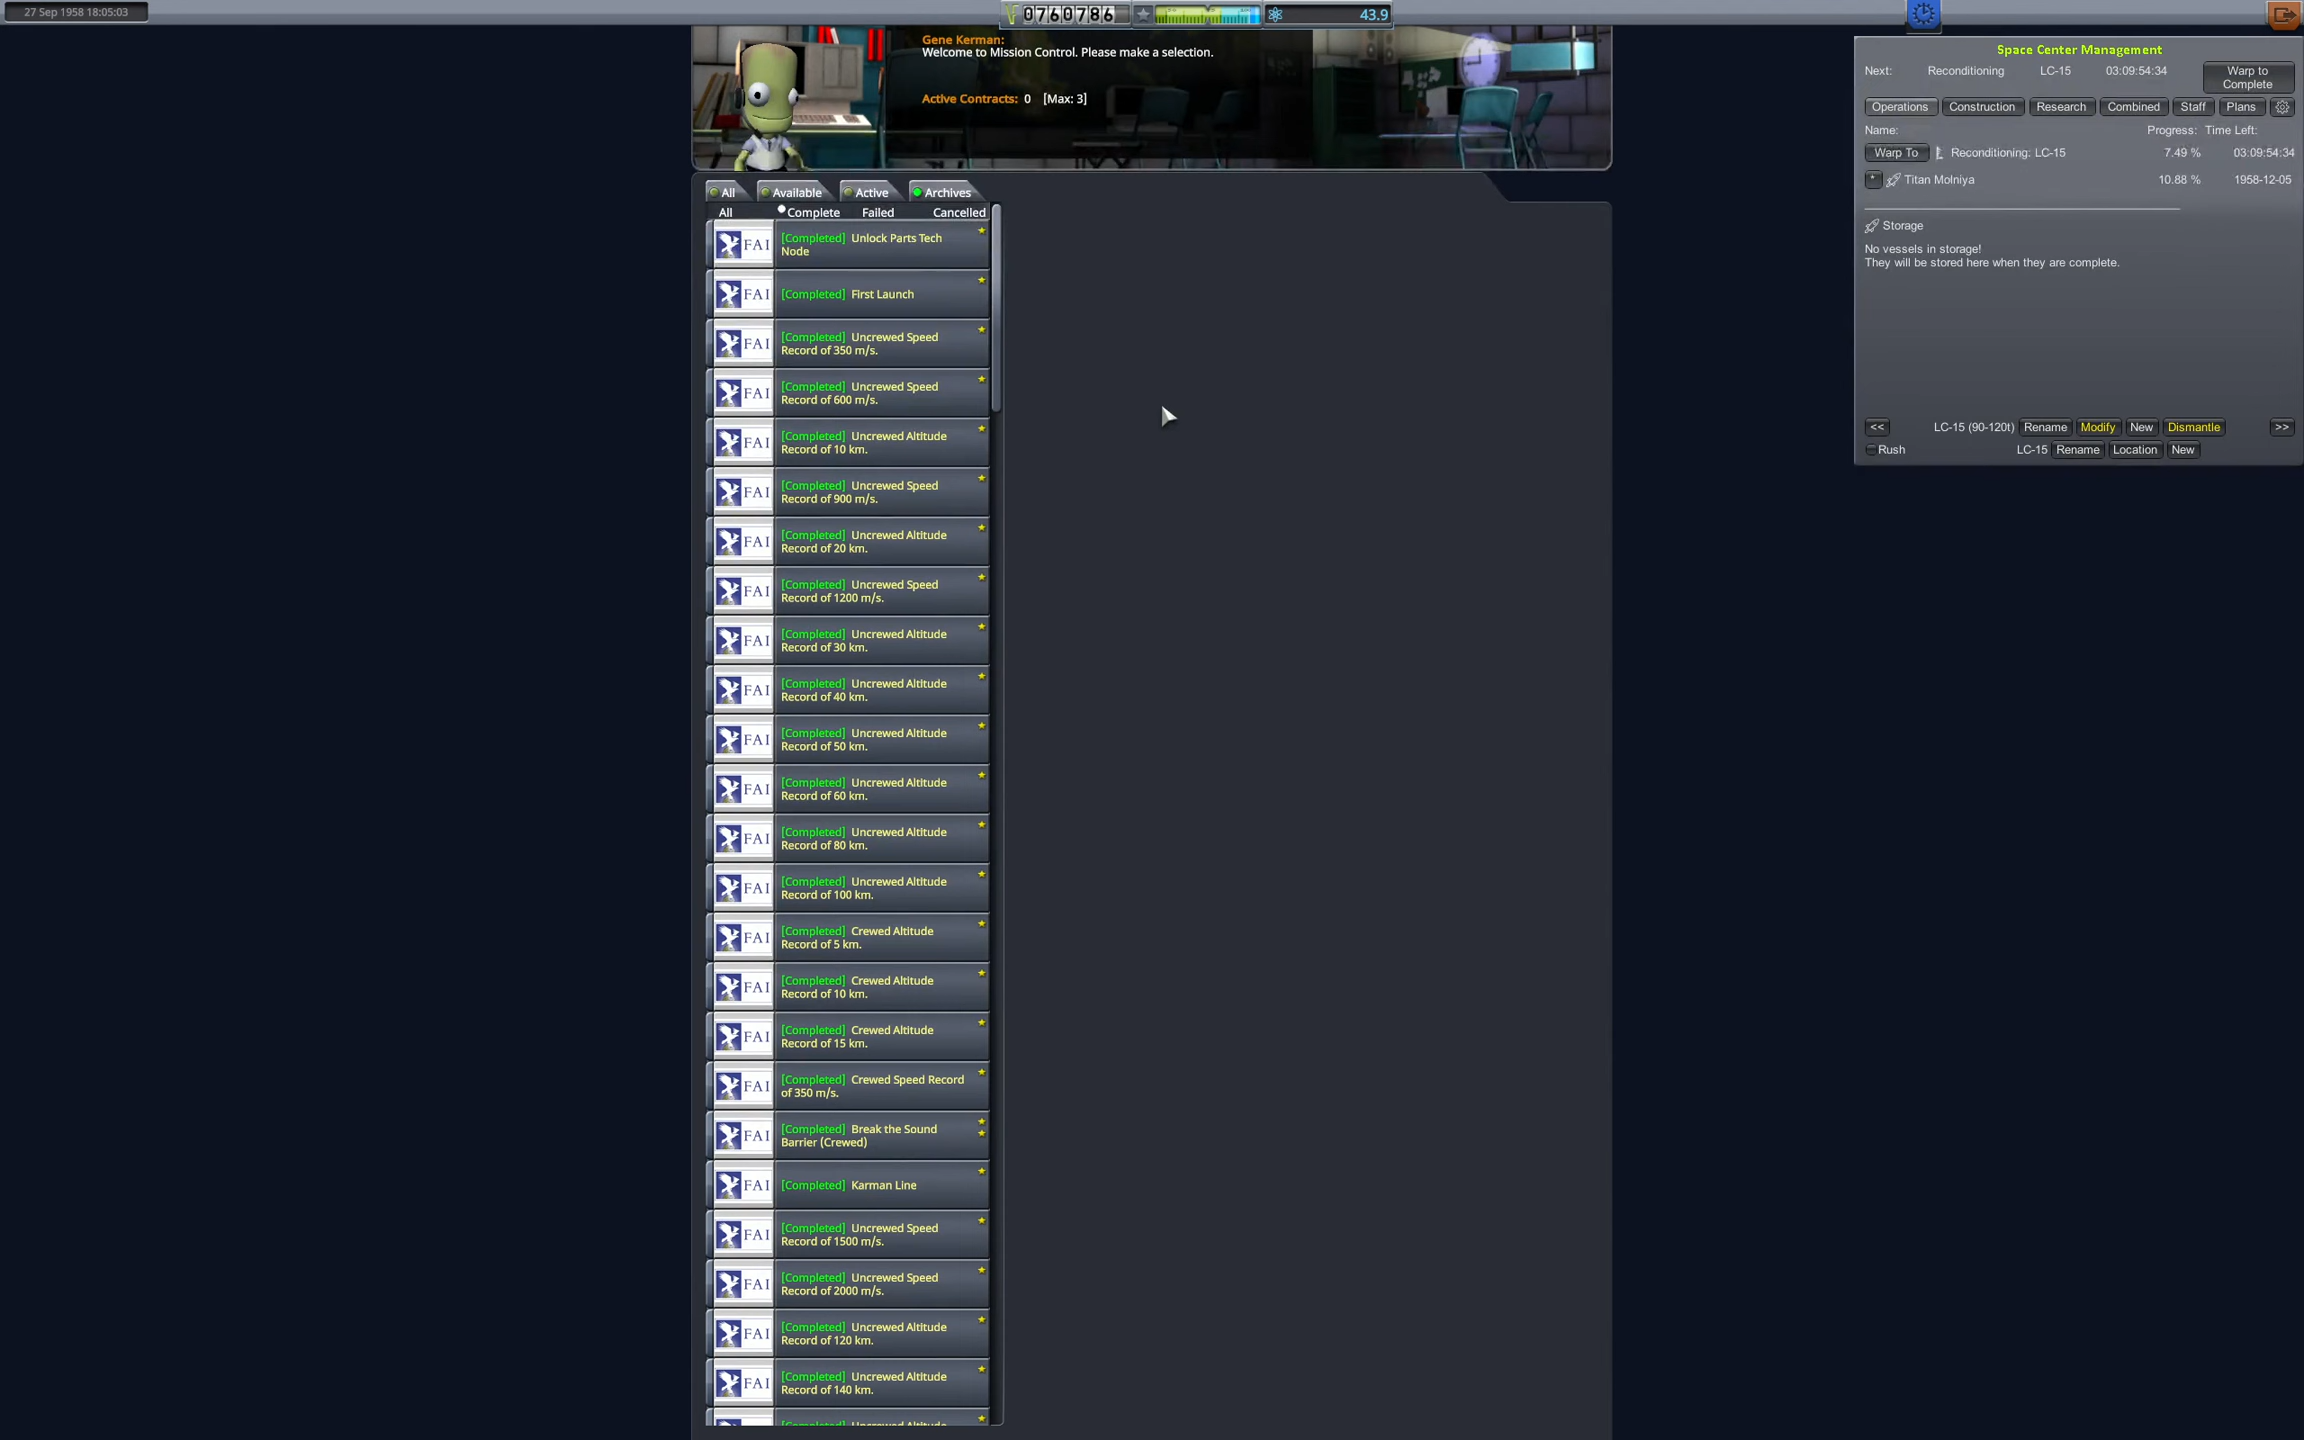 27 Sep 1958 18:05:03
0760786
43.9
Gene Kerman:
Welcome to Mission Control. Please make a selection.
Active Contracts: 0 [Max: 3]
All
Available
Active
Archives
All
Complete
Failed
Cancelled
FAI
[Completed] Unlock Parts Tech
Node
FAI
[Completed] First Launch
FAI
[Completed] Uncrewed Speed
Record of 350 m/s.
FAI
[Completed] Uncrewed Speed
Record of 600 m/s.
FAI
[Completed] Uncrewed Altitude
Record of 10 km.
FAI
[Completed] Uncrewed Speed
Record of 900 m/s.
FAI
[Completed] Uncrewed Altitude
Record of 20 km.
FAI
[Completed] Uncrewed Speed
Record of 1200 m/s.
FAI
[Completed] Uncrewed Altitude
Record of 30 km.
FAI
[Completed] Uncrewed Altitude
Record of 40 km.
FAI
[Completed] Uncrewed Altitude
Record of 50 km.
FAI
[Completed] Uncrewed Altitude
Record of 60 km.
FAI
[Completed] Uncrewed Altitude
Record of 80 km.
FAI
[Completed] Uncrewed Altitude
Record of 100 km.
FAI
[Completed] Crewed Altitude
Record of 5 km.
FAI
[Completed] Crewed Altitude
Record of 10 km.
FAI
[Completed] Crewed Altitude
Record of 15 km.
FAI
[Completed] Crewed Speed Record
of 350 m/s.
FAI
[Completed] Break the Sound
Barrier (Crewed)
FAI
[Completed] Karman Line
FAI
[Completed] Uncrewed Speed
Record of 1500 m/s.
FAI
[Completed] Uncrewed Speed
Record of 2000 m/s.
FAI
[Completed] Uncrewed Altitude
Record of 120 km.
FAI
[Completed] Uncrewed Altitude
Record of 140 km.
[Completed] Uncrewed Altitude
Space Center Management
Next: Reconditioning LC-15 03:09:54:34
Warp to
Complete
Operations Construction Research Combined Staff Plans
Name: Progress: Time Left:
Warp To Reconditioning: LC-15 7.49 % 03:09:54:34
* Titan Molniya 10.88 % 1958-12-05
Storage
No vessels in storage!
They will be stored here when they are complete.
<< LC-15 (90-120t) Rename Modify New Dismantle >>
Rush LC-15 Rename Location New